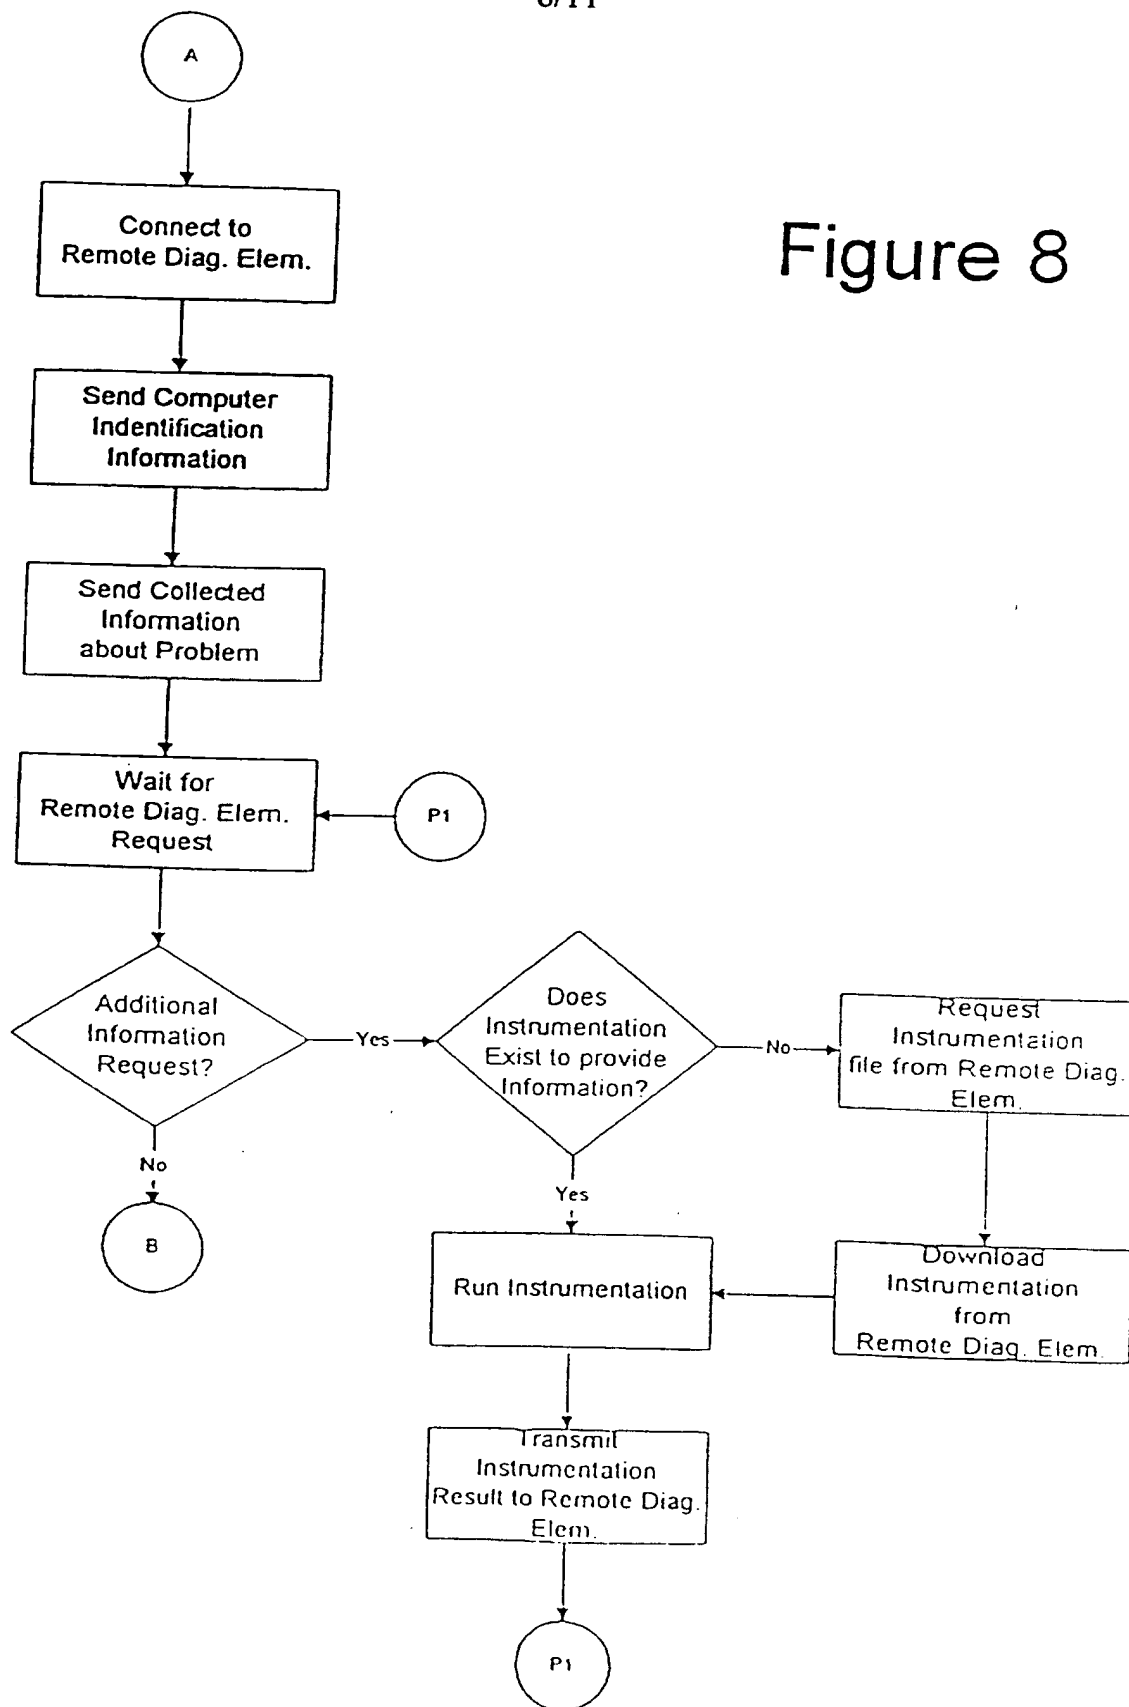 8/11
A
Connect to
Remote Diag. Elem.
Figure 8
Send Computer
Indentification
Information
Send Collected
Information
about Problem
Wait for
Remote Diag. Elem.
Request
P1
Additional
Information
Request?
Yes
Does
Instrumentation
Exist to provide
Information?
No
Request
Instrumentation
file from Remote Diag.
Elem.
No
B
Yes
Run Instrumentation
Download
Instrumentation
from
Remote Diag. Elem.
Transmit
Instrumentation
Result to Remote Diag.
Elem.
P1